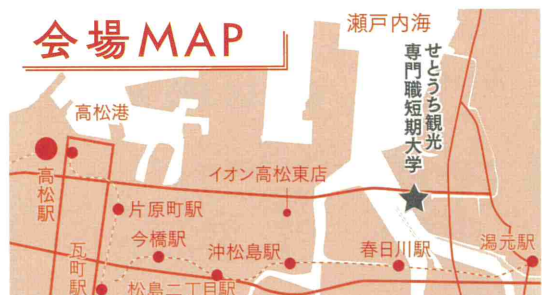 会場MAP
瀬戸内海
せとうち観光
専門職短期大学
高松港
高松駅
イオン高松東店
片原町駅
今橋駅
沖松島駅
春日川駅
潟元駅
瓦町駅
松島二丁目駅